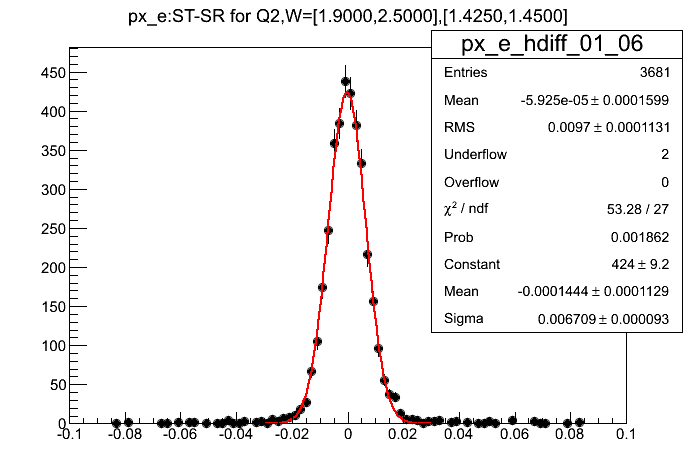 px_e:ST-SR for Q2,W=[1.9000,2.5000],[1.4250,1.4500]
px_e_hdiff_01_06
Entries 3681
Mean -5.925e-05 ± 0.0001599
RMS 0.0097 ± 0.0001131
Underflow 2
Overflow 0
χ² / ndf 53.28 / 27
Prob 0.001862
Constant 424 ± 9.2
Mean -0.0001444 ± 0.0001129
Sigma 0.006709 ± 0.000093
450
400
350
300
250
200
150
100
50
0
-0.1 -0.08 -0.06 -0.04 -0.02 0 0.02 0.04 0.06 0.08 0.1